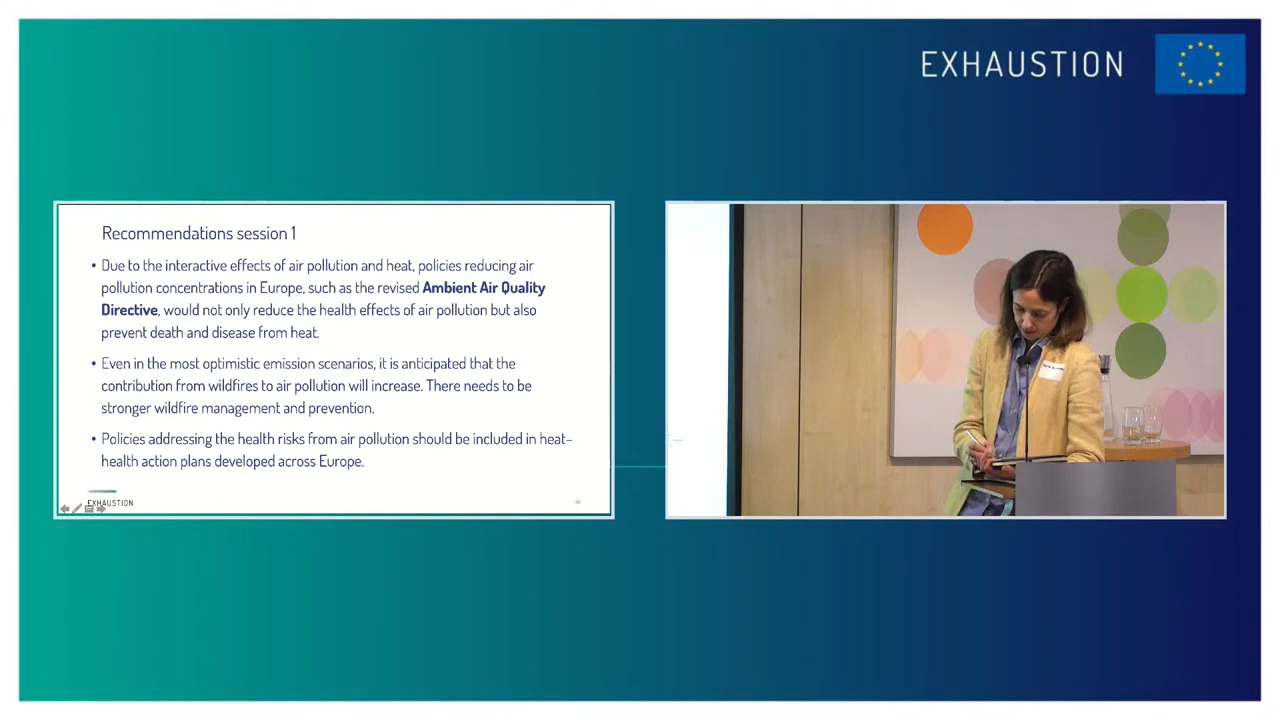 EXHAUSTION
Recommendations session 1
• Due to the interactive effects of air pollution and heat, policies reducing air
pollution concentrations in Europe, such as the revised Ambient Air Quality
Directive, would not only reduce the health effects of air pollution but also
prevent death and disease from heat.
• Even in the most optimistic emission scenarios, it is anticipated that the
contribution from wildfires to air pollution will increase. There needs to be
stronger wildfire management and prevention.
• Policies addressing the health risks from air pollution should be included in heat-
health action plans developed across Europe.
EXHAUSTION